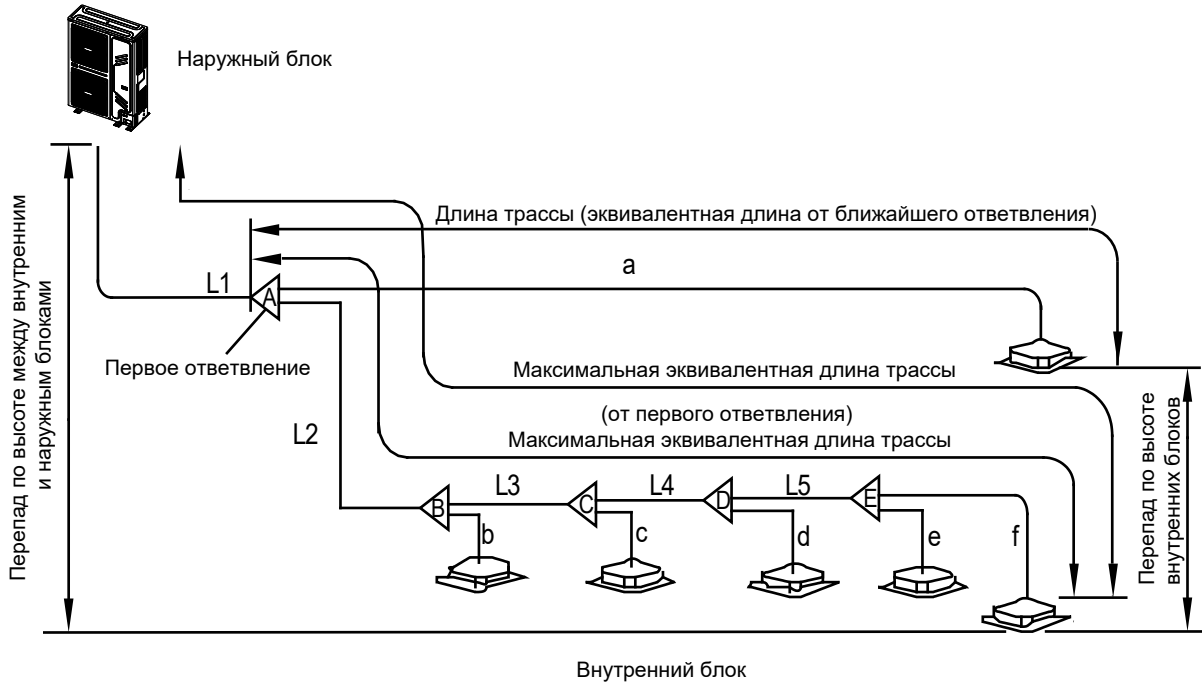 Наружный блок
Перепад по высоте между внутренним
и наружным блоками
Длина трассы (эквивалентная длина от ближайшего ответвления)
a
L1
A
Первое ответвление
Максимальная эквивалентная длина трассы
(от первого ответвления)
Максимальная эквивалентная длина трассы
L2
L3
L4
L5
B
C
D
E
b
c
d
e
f
Перепад по высоте
внутренних блоков
Внутренний блок